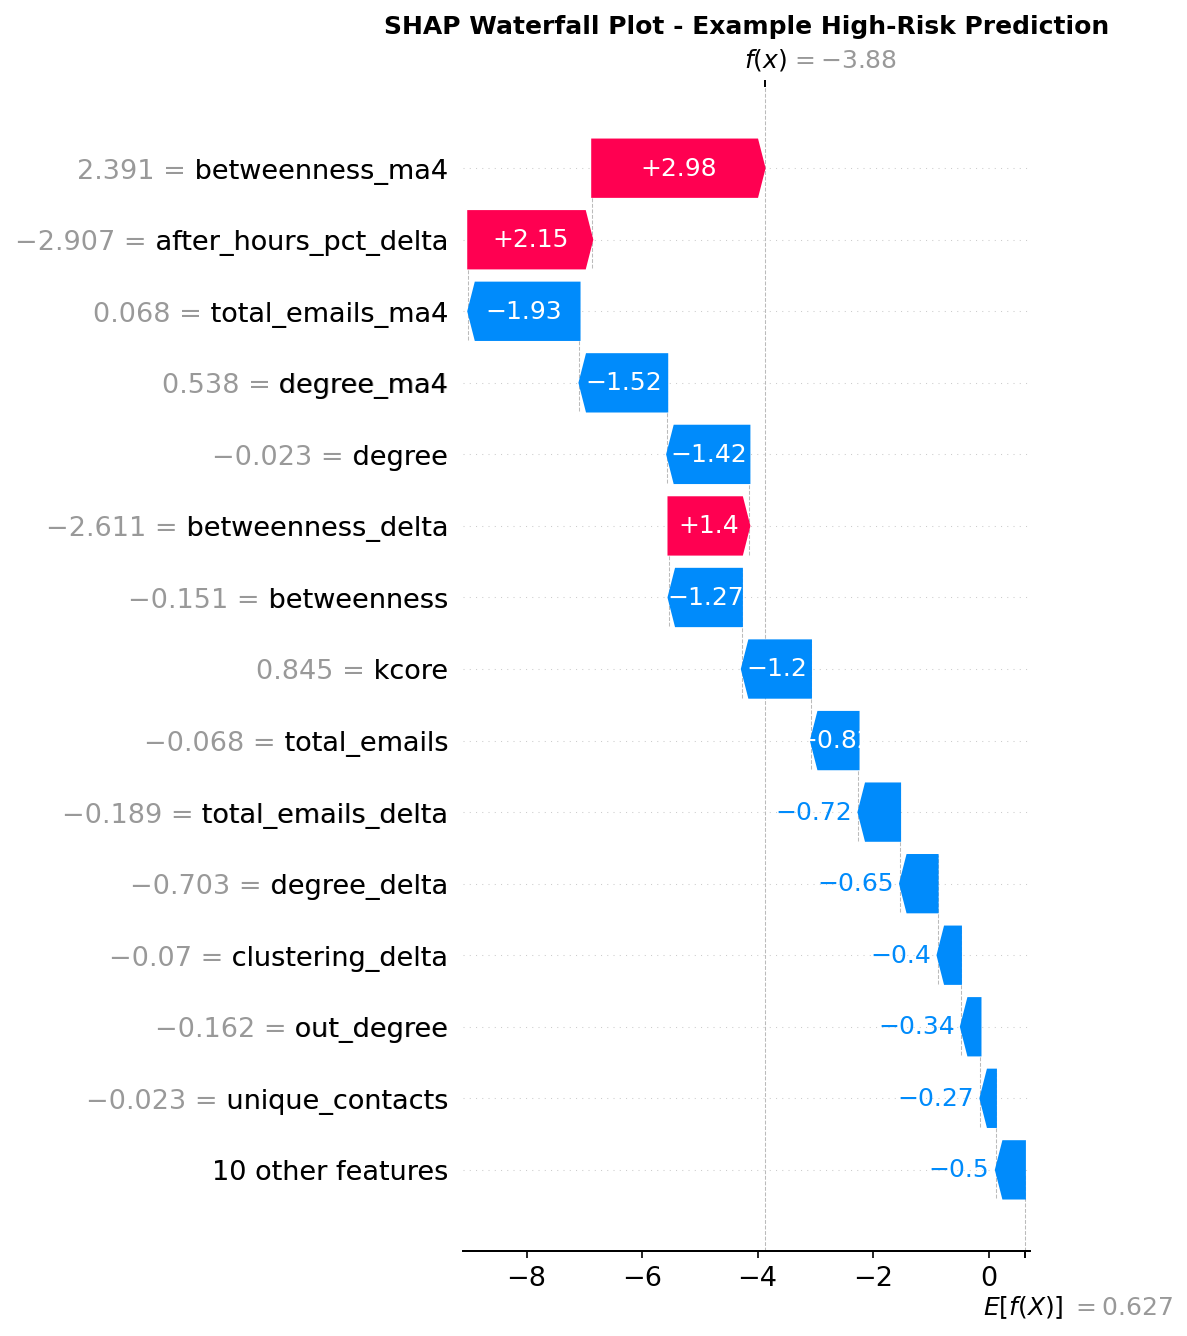 SHAP Waterfall Plot - Example High-Risk Prediction
f(x) = −3.88
2.391 = betweenness_ma4 +2.98
−2.907 = after_hours_pct_delta +2.15
0.068 = total_emails_ma4 −1.93
0.538 = degree_ma4 −1.52
−0.023 = degree −1.42
−2.611 = betweenness_delta +1.4
−0.151 = betweenness −1.27
0.845 = kcore −1.2
−0.068 = total_emails
−0.189 = total_emails_delta −0.72
−0.703 = degree_delta −0.65
−0.07 = clustering_delta −0.4
−0.162 = out_degree −0.34
−0.023 = unique_contacts −0.27
10 other features −0.5
−8 −6 −4 −2 0
E[f(X)] = 0.627